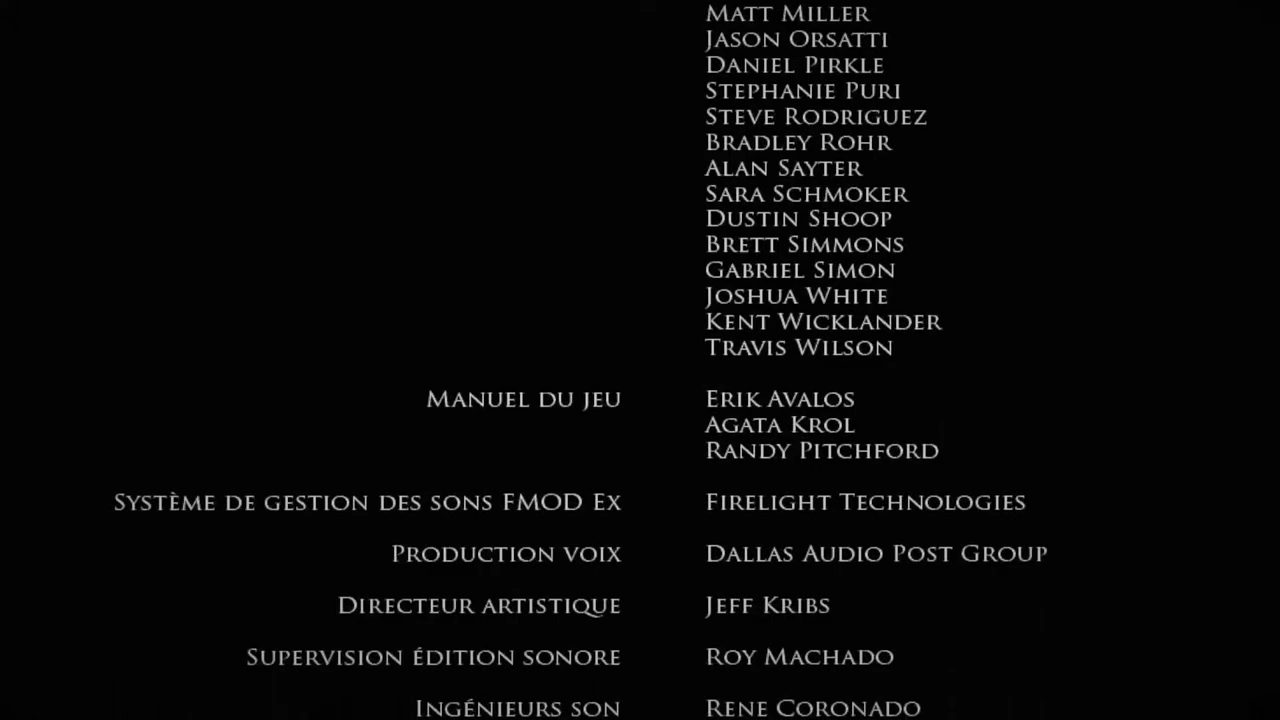 Matt Miller
Jason Orsatti
Daniel Pirkle
Stephanie Puri
Steve Rodriguez
Bradley Rohr
Alan Sayter
Sara Schmoker
Dustin Shoop
Brett Simmons
Gabriel Simon
Joshua White
Kent Wicklander
Travis Wilson
Manuel du jeu Erik Avalos
Agata Krol
Randy Pitchford
Système de gestion des sons FMOD Ex Firelight Technologies
Production voix Dallas Audio Post Group
Directeur artistique Jeff Kribs
Supervision édition sonore Roy Machado
Ingénieurs son Rene Coronado